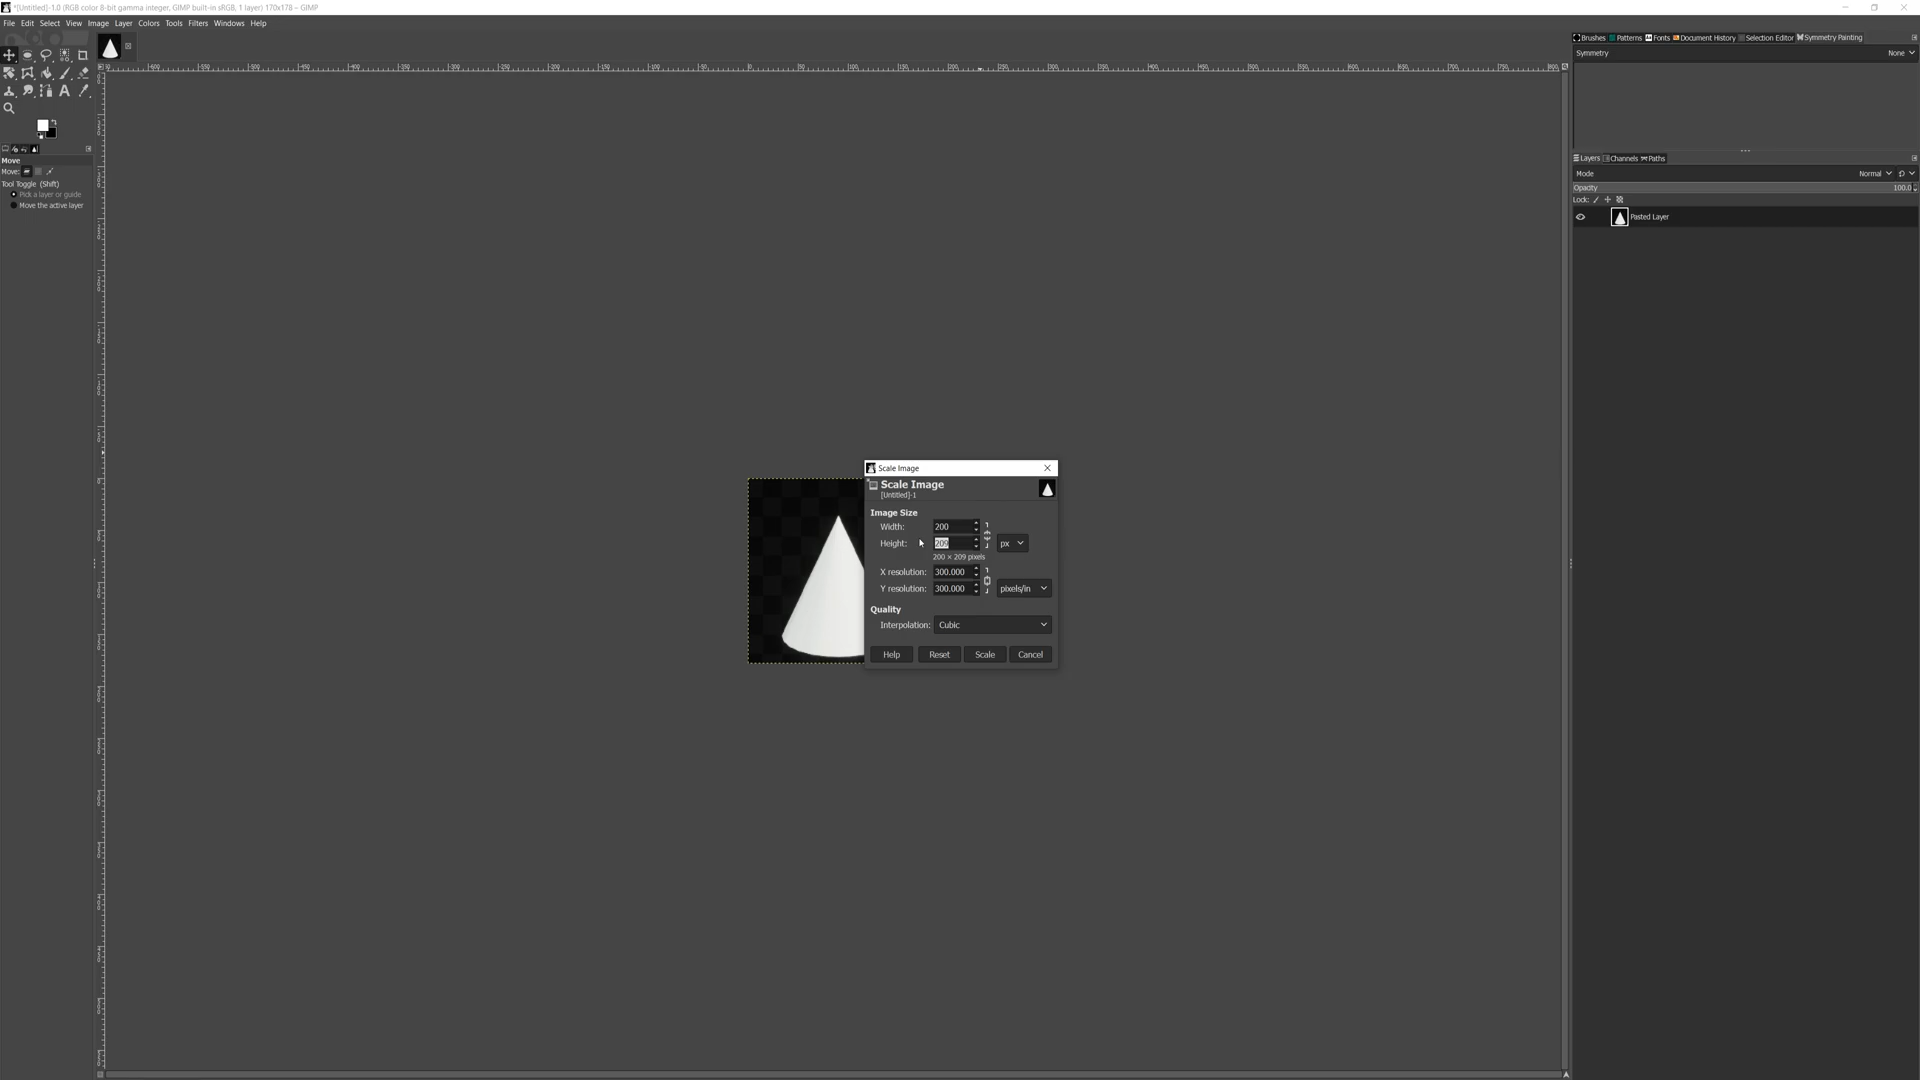 *[Untitled]-1.0 (RGB color 8-bit gamma integer, GIMP built-in sRGB, 1 layer) 170x178 – GIMP
File Edit Select View Image Layer Colors Tools Filters Windows Help
Move
Move:
Tool Toggle (Shift)
Pick a layer or guide
Move the active layer
Scale Image
Scale Image
[Untitled]-1
Image Size
Width: 200
Height: 209 px
200 × 209 pixels
X resolution: 300.000
Y resolution: 300.000 pixels/in
Quality
Interpolation: Cubic
Help Reset Scale Cancel
Brushes Patterns Fonts Document History Selection Editor Symmetry Painting
Symmetry None
Layers Channels Paths
Mode Normal
Opacity 100.0
Lock:
Pasted Layer